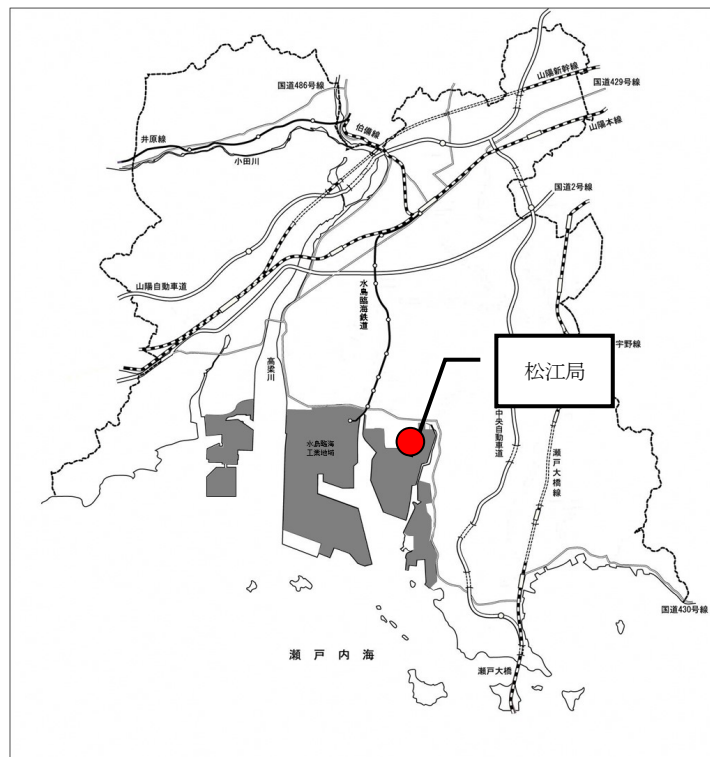 山陽新幹線
国道429号線
国道486号線
山陽本線
伯備線
井原線
小田川
国道2号線
山陽自動車道
水島臨海鉄道
宇野線
松江局
高梁川
中央自動車道
水島臨海
工業地域
瀬戸大橋線
国道430号線
瀬戸内海
瀬戸大橋